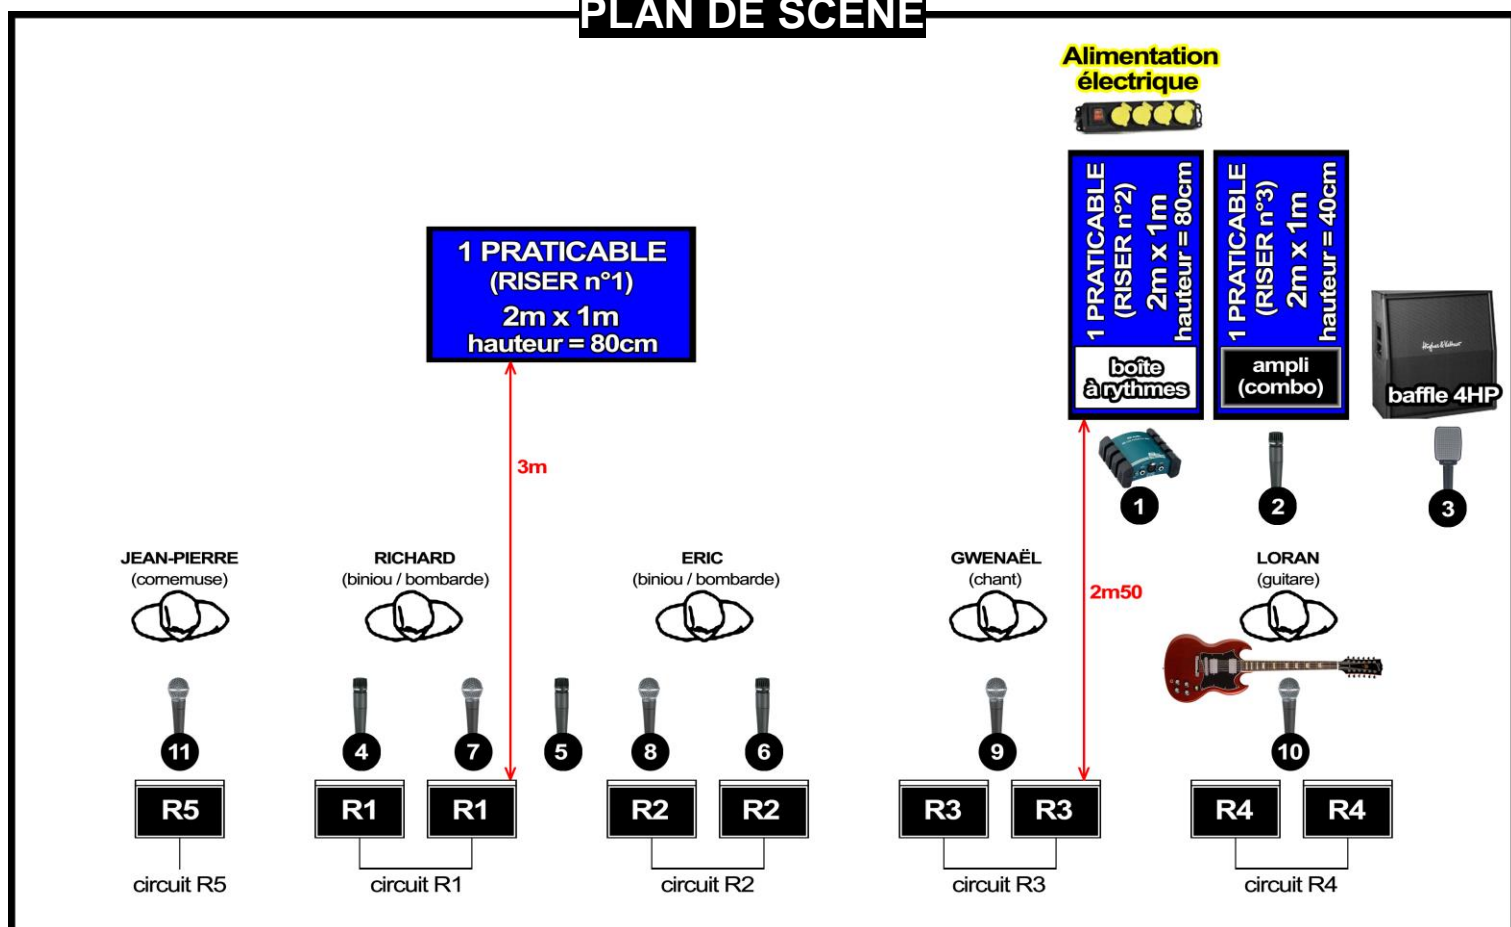 PLAN DE SCENE
Alimentation
électrique
1 PRATICABLE
(RISER n°1)
2m x 1m
hauteur = 80cm
1 PRATICABLE
(RISER n°2)
2m x 1m
hauteur = 80cm
boîte
à rythmes
1 PRATICABLE
(RISER n°3)
2m x 1m
hauteur = 40cm
ampli
(combo)
Hughes & Kettner
baffle 4HP
3m
1
2
3
JEAN-PIERRE
(cornemuse)
RICHARD
(biniou / bombarde)
ERIC
(biniou / bombarde)
GWENAËL
(chant)
2m50
LORAN
(guitare)
11
4
7
5
8
6
9
10
R5
R1
R1
R2
R2
R3
R3
R4
R4
circuit R5
circuit R1
circuit R2
circuit R3
circuit R4